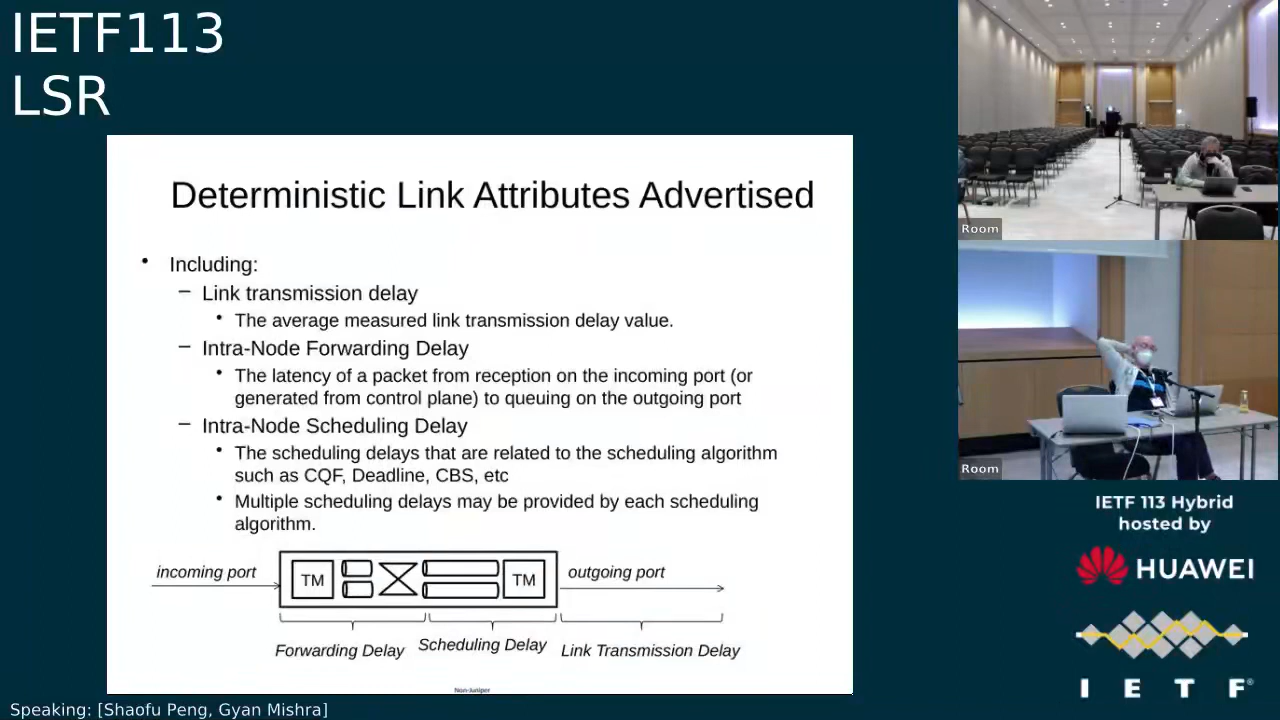 IETF113
LSR
Deterministic Link Attributes Advertised
• Including:
– Link transmission delay
• The average measured link transmission delay value.
– Intra-Node Forwarding Delay
• The latency of a packet from reception on the incoming port (or
generated from control plane) to queuing on the outgoing port
– Intra-Node Scheduling Delay
• The scheduling delays that are related to the scheduling algorithm
such as CQF, Deadline, CBS, etc
• Multiple scheduling delays may be provided by each scheduling
algorithm.
incoming port
TM
TM
outgoing port
Forwarding Delay
Scheduling Delay
Link Transmission Delay
Non-Juniper
Room
Room
IETF 113 Hybrid
hosted by
HUAWEI
I E T F®
Speaking: [Shaofu Peng, Gyan Mishra]